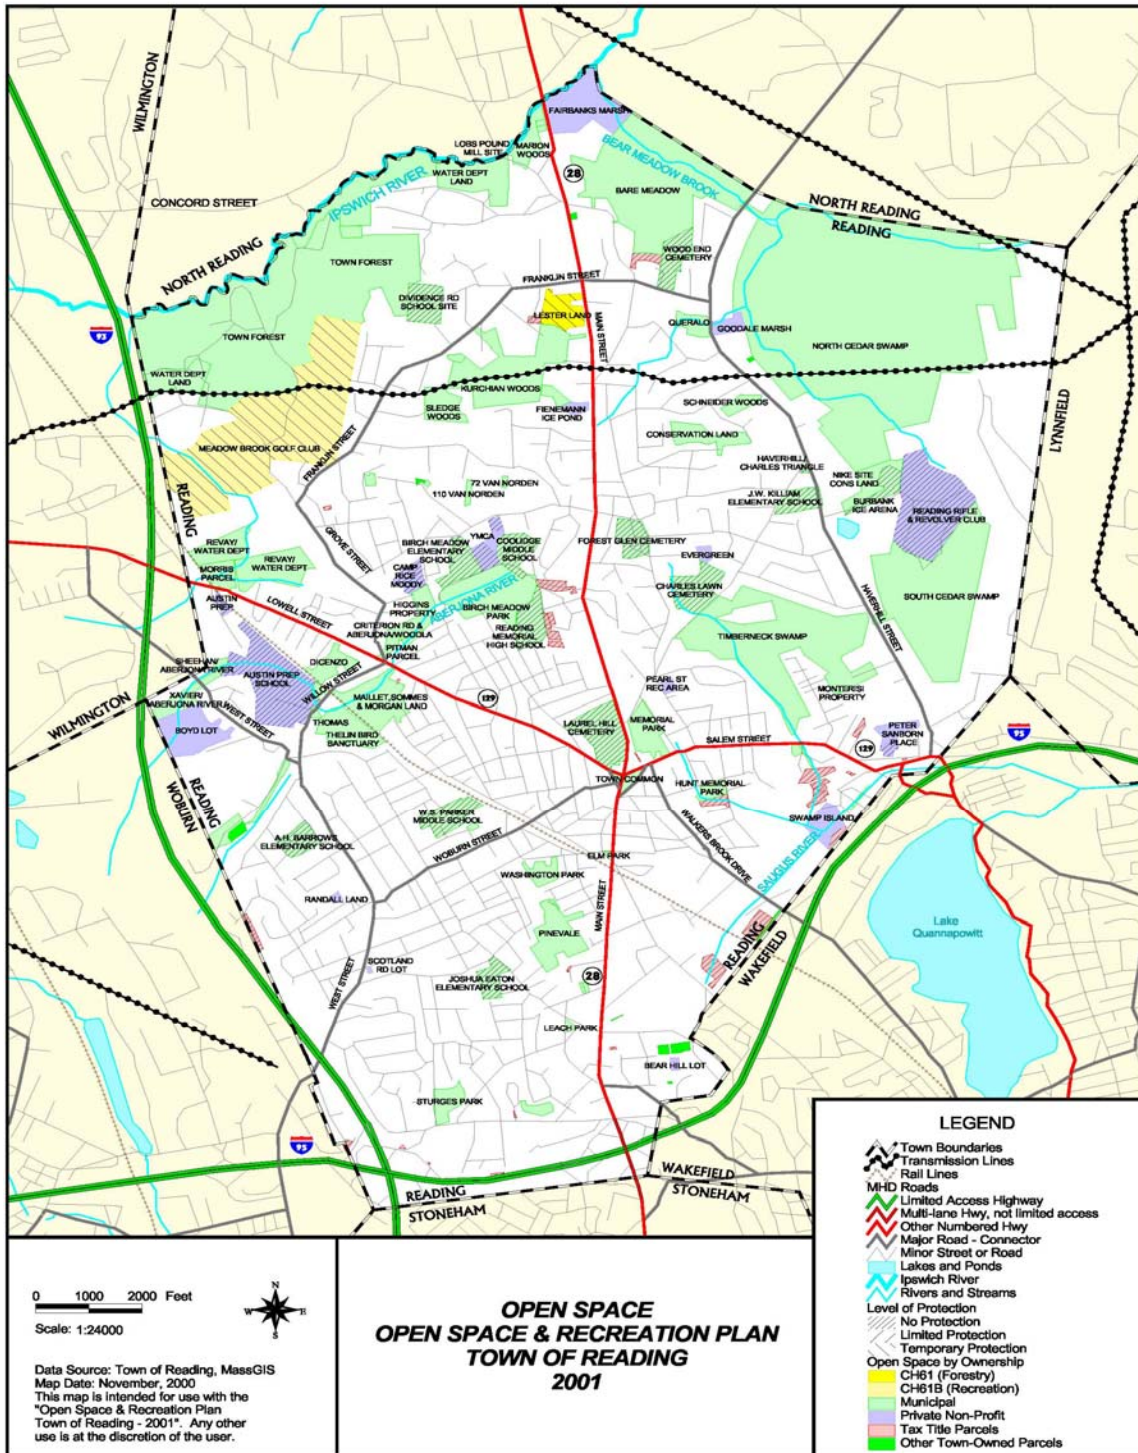 WILMINGTON
FAIRBANKS MARSH
LOBS POUND
MILL SITE
MARION
WOODS
BEAR MEADOW BROOK
WATER DEPT
LAND
28
IPSWICH RIVER
BARE MEADOW
CONCORD STREET
NORTH READING
READING
NORTH READING
WOOD END
CEMETERY
TOWN FOREST
FRANKLIN STREET
DIVIDENCE RD
SCHOOL SITE
LESTER LAND
MAIN STREET
QUERALO
GOODALE MARSH
93
TOWN FOREST
NORTH CEDAR SWAMP
WATER DEPT
LAND
KURCHIAN WOODS
SLEDGE
WOODS
FIENEMANN
ICE POND
SCHNEIDER WOODS
LYNNFIELD
CONSERVATION LAND
MEADOW BROOK GOLF CLUB
FRANKLIN STREET
HAVERHILL/
CHARLES TRIANGLE
NIKE SITE
CONS LAND
72 VAN NORDEN
110 VAN NORDEN
J.W. KILLIAM
ELEMENTARY SCHOOL
BURBANK
ICE ARENA
READING RIFLE
& REVOLVER CLUB
READING
GROVE STREET
REVAY/
WATER DEPT
REVAY/
WATER DEPT
MORRIS
PARCEL
BIRCH MEADOW
ELEMENTARY
SCHOOL
YMCA
COOLIDGE
MIDDLE
SCHOOL
FOREST GLEN CEMETERY
EVERGREEN
CAMP
RICE
MOODY
CHARLES LAWN
CEMETERY
AUSTIN
PREP
LOWELL STREET
HIGGINS
PROPERTY
ABERJONA RIVER
BIRCH MEADOW
PARK
HAVERHILL STREET
SOUTH CEDAR SWAMP
CRITERION RD &
ABERJONA/WOODLA
PITMAN
PARCEL
READING
MEMORIAL
HIGH SCHOOL
TIMBERNECK SWAMP
SHEEHAN/
ABERJONA RIVER
DICENZO
AUSTIN PREP
SCHOOL
WILLOW STREET
PEARL ST
REC AREA
MONTERISI
PROPERTY
WILMINGTON
XAVIER/
ABERJONA RIVER
WEST STREET
MAILLET, SOMMES
& MORGAN LAND
129
BOYD LOT
THOMAS
THELIN BIRD
SANCTUARY
LAUREL HILL
CEMETERY
MEMORIAL
PARK
PETER
SANBORN
PLACE
SALEM STREET
129
95
READING
WOBURN
TOWN COMMON
HUNT MEMORIAL
PARK
W.S. PARKER
MIDDLE SCHOOL
SWAMP ISLAND
A.H. BARROWS
ELEMENTARY SCHOOL
WOBURN STREET
WALKERS BROOK DRIVE
SAUGUS RIVER
ELM PARK
WASHINGTON PARK
RANDALL LAND
MAIN STREET
PINEVALE
Lake
Quannapowitt
READING
WAKEFIELD
SCOTLAND
RD LOT
WEST STREET
JOSHUA EATON
ELEMENTARY SCHOOL
28
LEACH PARK
BEAR HILL LOT
STURGES PARK
95
READING
STONEHAM
WAKEFIELD
STONEHAM
LEGEND
Town Boundaries
Transmission Lines
Rail Lines
MHD Roads
Limited Access Highway
Multi-lane Hwy, not limited access
Other Numbered Hwy
Major Road - Connector
Minor Street or Road
Lakes and Ponds
Ipswich River
Rivers and Streams
Level of Protection
No Protection
Limited Protection
Temporary Protection
Open Space by Ownership
CH61 (Forestry)
CH61B (Recreation)
Municipal
Private Non-Profit
Tax Title Parcels
Other Town-Owned Parcels
0 1000 2000 Feet
Scale: 1:24000
N
W E
S
Data Source: Town of Reading, MassGIS
Map Date: November, 2000
This map is intended for use with the
"Open Space & Recreation Plan
Town of Reading - 2001". Any other
use is at the discretion of the user.
OPEN SPACE
OPEN SPACE & RECREATION PLAN
TOWN OF READING
2001